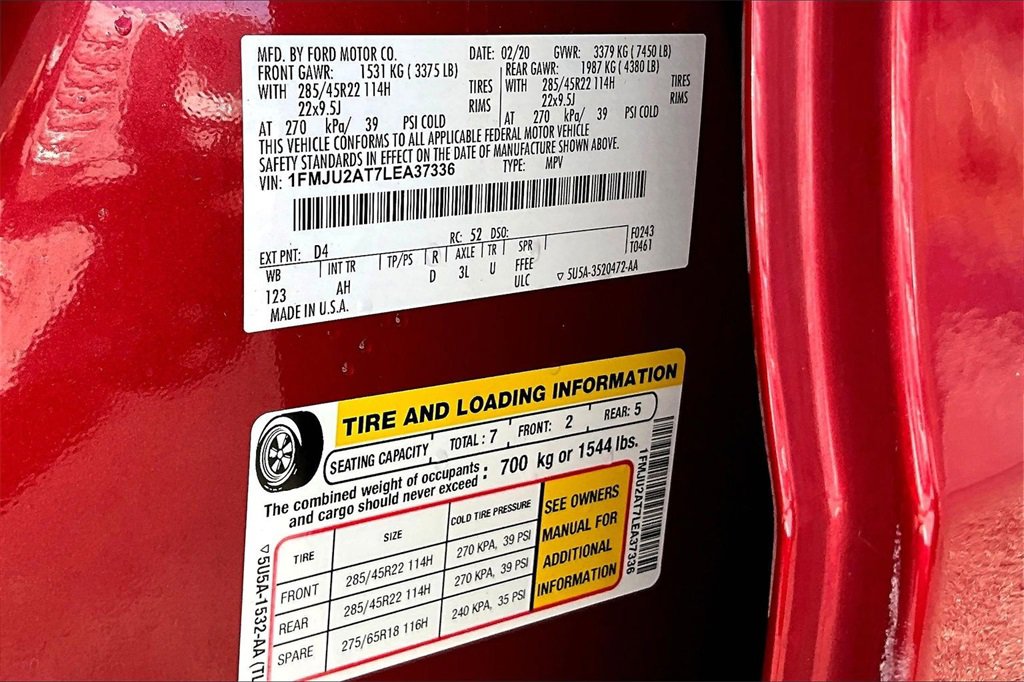 MFD. BY FORD MOTOR CO. DATE: 02/20 GVWR: 3379 KG ( 7450 LB)
FRONT GAWR: 1531 KG ( 3375 LB) REAR GAWR: 1987 KG ( 4380 LB)
WITH 285/45R22 114H TIRES WITH 285/45R22 114H TIRES
22x9.5J RIMS 22x9.5J RIMS
AT 270 kPa/ 39 PSI COLD AT 270 kPa/ 39 PSI COLD
THIS VEHICLE CONFORMS TO ALL APPLICABLE FEDERAL MOTOR VEHICLE
SAFETY STANDARDS IN EFFECT ON THE DATE OF MANUFACTURE SHOWN ABOVE.
VIN: 1FMJU2AT7LEA37336 TYPE: MPV
EXT PNT: D4 RC: 52 DSO: F0243
WB INT TR TP/PS R AXLE TR SPR T0461
123 AH D 3L U FFEE
ULC ▽ 5U5A-3520472-AA
MADE IN U.S.A.
TIRE AND LOADING INFORMATION
SEATING CAPACITY TOTAL : 7 FRONT: 2 REAR: 5
The combined weight of occupants
and cargo should never exceed : 700 kg or 1544 lbs.
TIRE SIZE COLD TIRE PRESSURE
FRONT 285/45R22 114H 270 KPA, 39 PSI
REAR 285/45R22 114H 270 KPA, 39 PSI
SPARE 275/65R18 116H 240 KPA, 35 PSI
SEE OWNERS
MANUAL FOR
ADDITIONAL
INFORMATION
1FMJU2AT7LEA37336
▽5U5A-1532-AA (TL